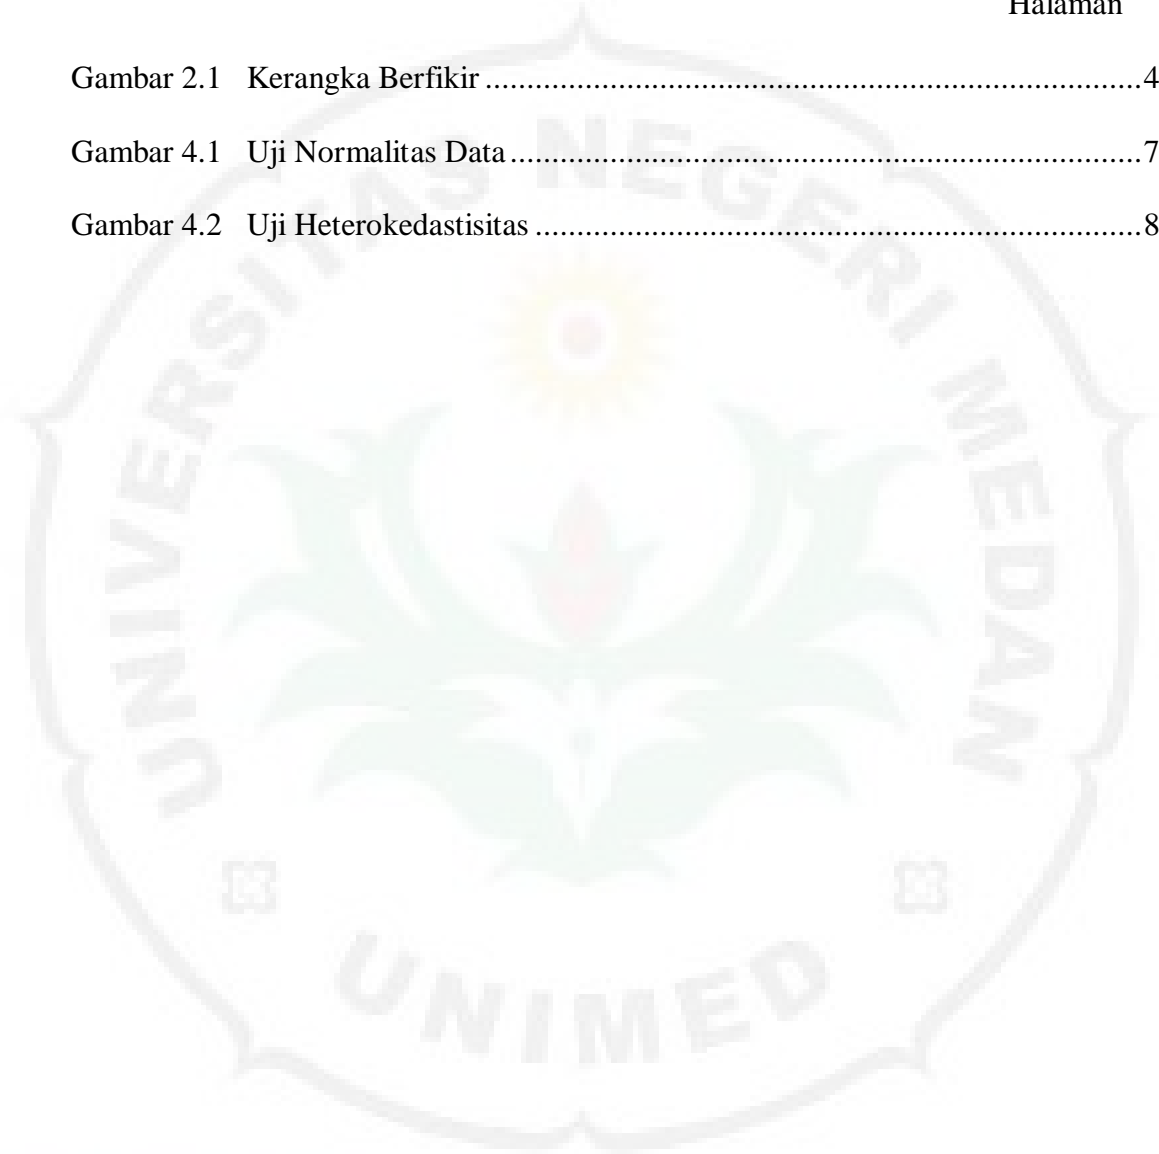 Halaman
Gambar 2.1 Kerangka Berfikir ................................................................................4
Gambar 4.1 Uji Normalitas Data .............................................................................7
Gambar 4.2 Uji Heterokedastisitas ..........................................................................8
UNIVERSITAS NEGERI MEDAN
UNIMED